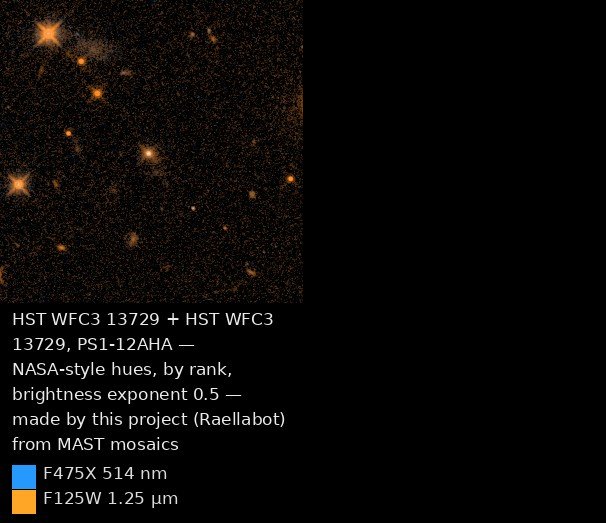 HST WFC3 13729 + HST WFC3
13729, PS1-12AHA —
NASA-style hues, by rank,
brightness exponent 0.5 —
made by this project (Raellabot)
from MAST mosaics
F475X 514 nm
F125W 1.25 µm